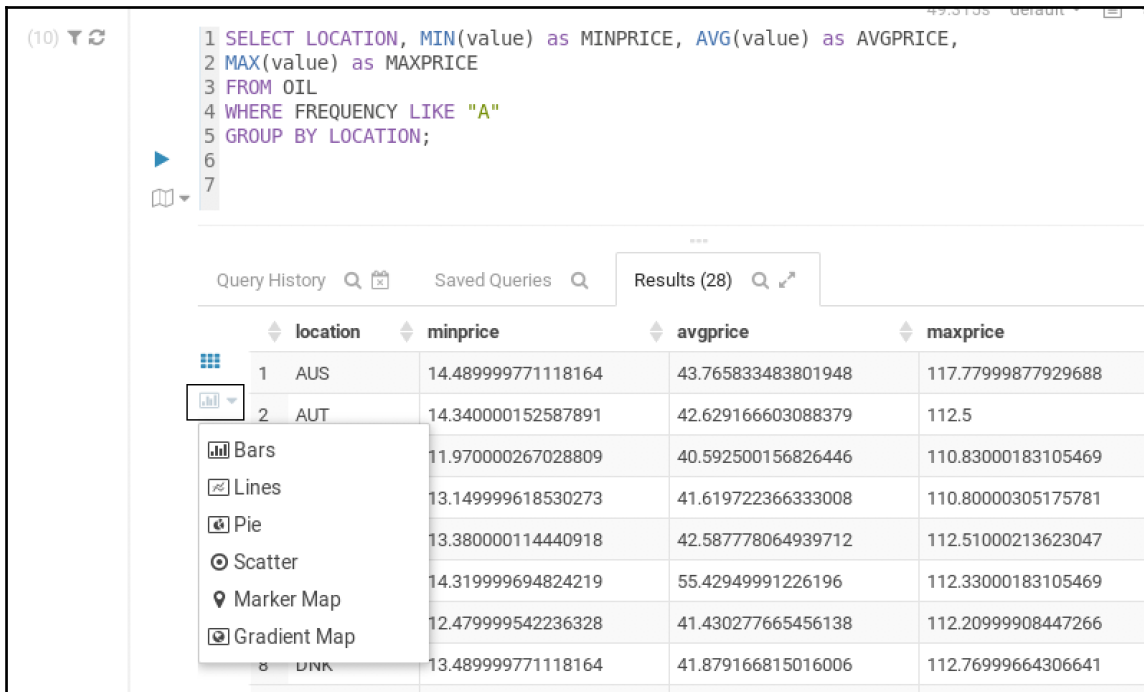 49.315s default
(10)
1 SELECT LOCATION, MIN(value) as MINPRICE, AVG(value) as AVGPRICE,
2 MAX(value) as MAXPRICE
3 FROM OIL
4 WHERE FREQUENCY LIKE "A"
5 GROUP BY LOCATION;
6
7
Query History Saved Queries Results (28)
location minprice avgprice maxprice
1 AUS 14.489999771118164 43.765833483801948 117.77999877929688
2 AUT 14.340000152587891 42.629166603088379 112.5
Bars
11.970000267028809 40.592500156826446 110.83000183105469
Lines
13.149999618530273 41.619722366333008 110.80000305175781
Pie
13.380000114440918 42.587778064939712 112.51000213623047
Scatter
14.319999694824219 55.42949991226196 112.33000183105469
Marker Map
12.479999542236328 41.430277665456138 112.20999908447266
Gradient Map
8 DNK 13.489999771118164 41.879166815016006 112.76999664306641